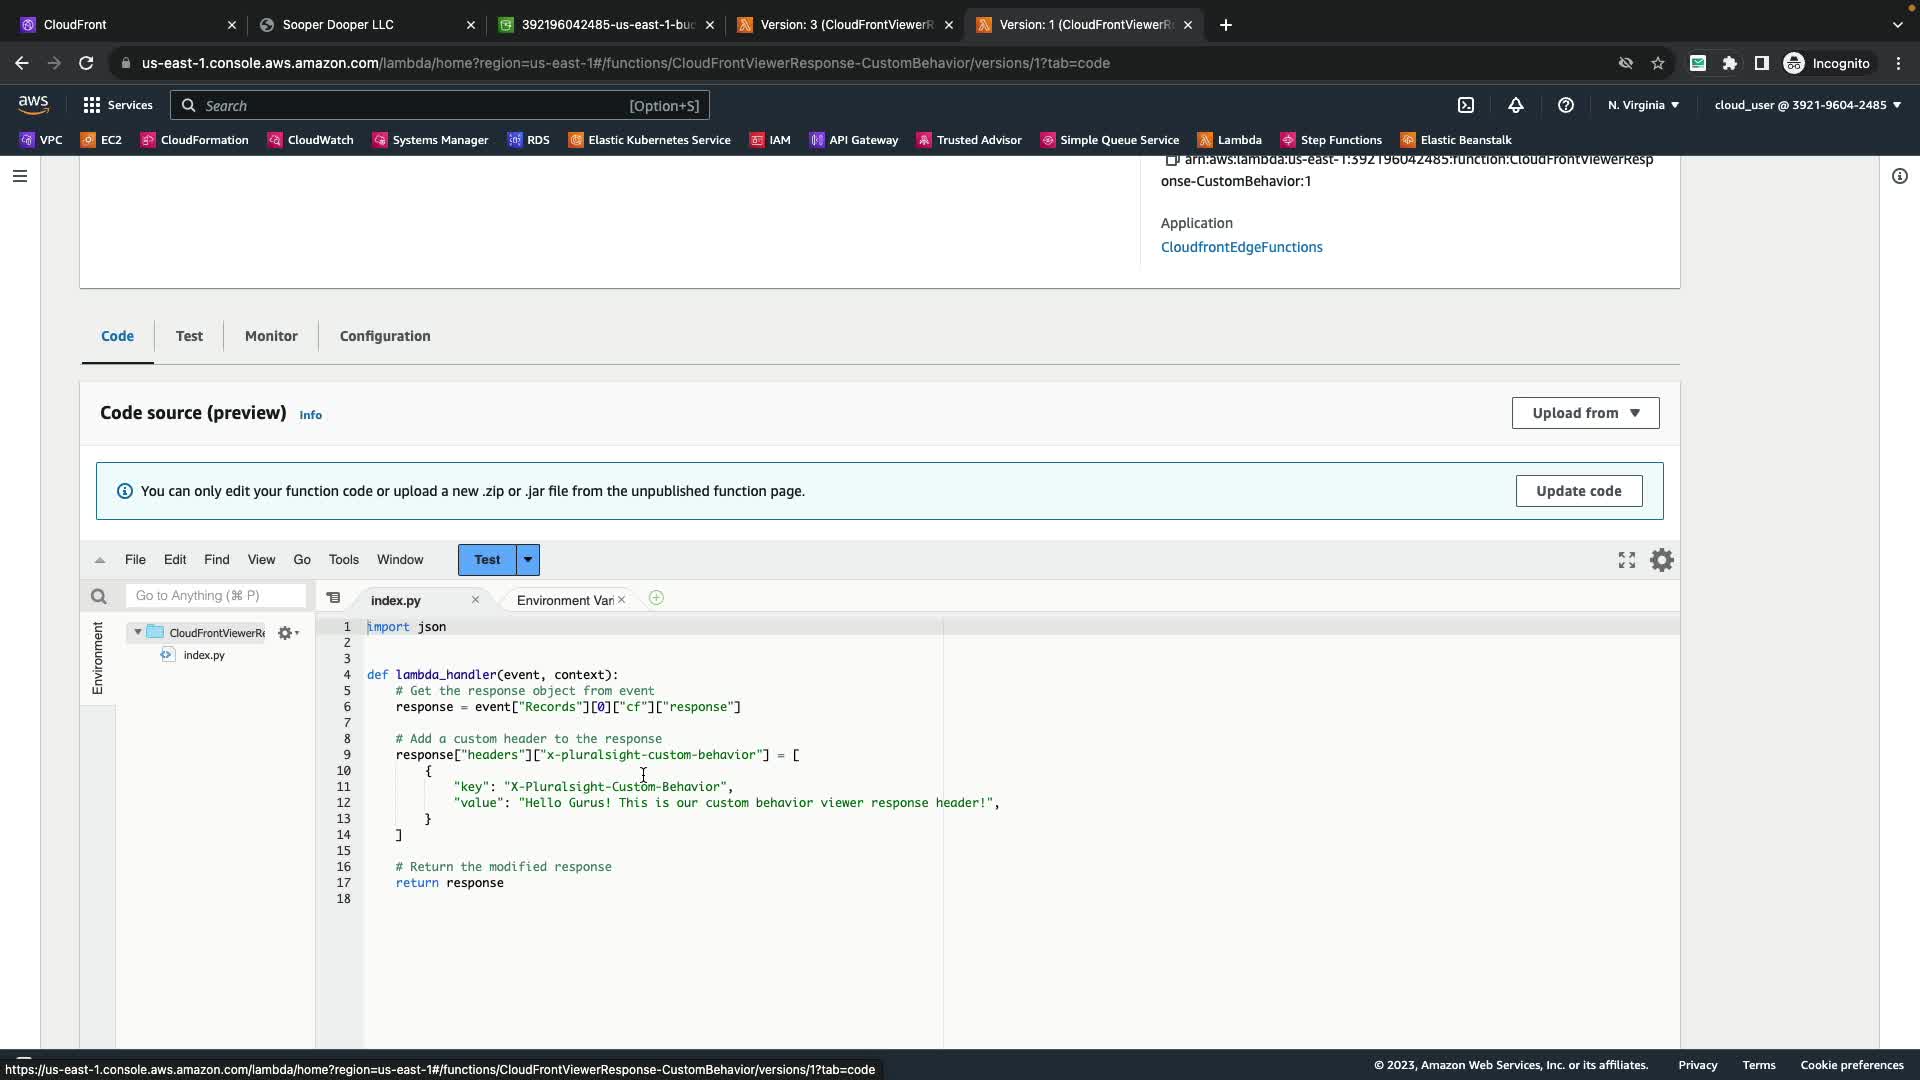 CloudFront
Sooper Dooper LLC
392196042485-us-east-1-buc
Version: 3 (CloudFrontViewerR
Version: 1 (CloudFrontViewerR
us-east-1.console.aws.amazon.com/lambda/home?region=us-east-1#/functions/CloudFrontViewerResponse-CustomBehavior/versions/1?tab=code
Incognito
aws
Services
Search
[Option+S]
N. Virginia
cloud_user @ 3921-9604-2485
VPC
EC2
CloudFormation
CloudWatch
Systems Manager
RDS
Elastic Kubernetes Service
IAM
API Gateway
Trusted Advisor
Simple Queue Service
Lambda
Step Functions
Elastic Beanstalk
arn:aws:lambda:us-east-1:392196042485:function:CloudFrontViewerResp
onse-CustomBehavior:1
Application
CloudfrontEdgeFunctions
Code
Test
Monitor
Configuration
Code source (preview)
Info
Upload from
You can only edit your function code or upload a new .zip or .jar file from the unpublished function page.
Update code
File
Edit
Find
View
Go
Tools
Window
Test
Go to Anything (⌘ P)
index.py
Environment Vari
Environment
CloudFrontViewerRe
index.py
1 import json
2
3
4 def lambda_handler(event, context):
5 # Get the response object from event
6 response = event["Records"][0]["cf"]["response"]
7
8 # Add a custom header to the response
9 response["headers"]["x-pluralsight-custom-behavior"] = [
10 {
11 "key": "X-Pluralsight-Custom-Behavior",
12 "value": "Hello Gurus! This is our custom behavior viewer response header!",
13 }
14 ]
15
16 # Return the modified response
17 return response
18
https://us-east-1.console.aws.amazon.com/lambda/home?region=us-east-1#/functions/CloudFrontViewerResponse-CustomBehavior/versions/1?tab=code
© 2023, Amazon Web Services, Inc. or its affiliates.
Privacy
Terms
Cookie preferences